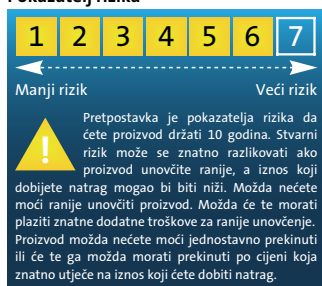 Pokazatelj rizika
1 2 3 4 5 6 7
Manji rizik Veći rizik
!
Pretpostavka je pokazatelja rizika da
ćete proizvod držati 10 godina. Stvarni
rizik može se znatno razlikovati ako
proizvod unovčite ranije, a iznos koji
dobijete natrag mogao bi biti niži. Možda nećete
moći ranije unovčiti proizvod. Možda će te morati
plaziti znatne dodatne troškove za ranije unovčenje.
Proizvod možda nećete moći jednostavno prekinuti
ili će te ga možda morati prekinuti po cijeni koja
znatno utječe na iznos koji ćete dobiti natrag.